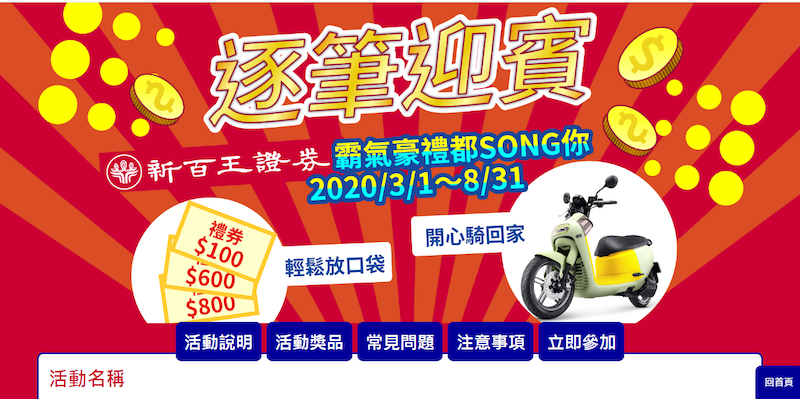 逐筆迎賓
新百王證券
霸氣豪禮都SONG你
2020/3/1～8/31
禮券
$100
$600
$800
輕鬆放口袋
開心騎回家
活動說明
活動獎品
常見問題
注意事項
立即參加
活動名稱
回首頁